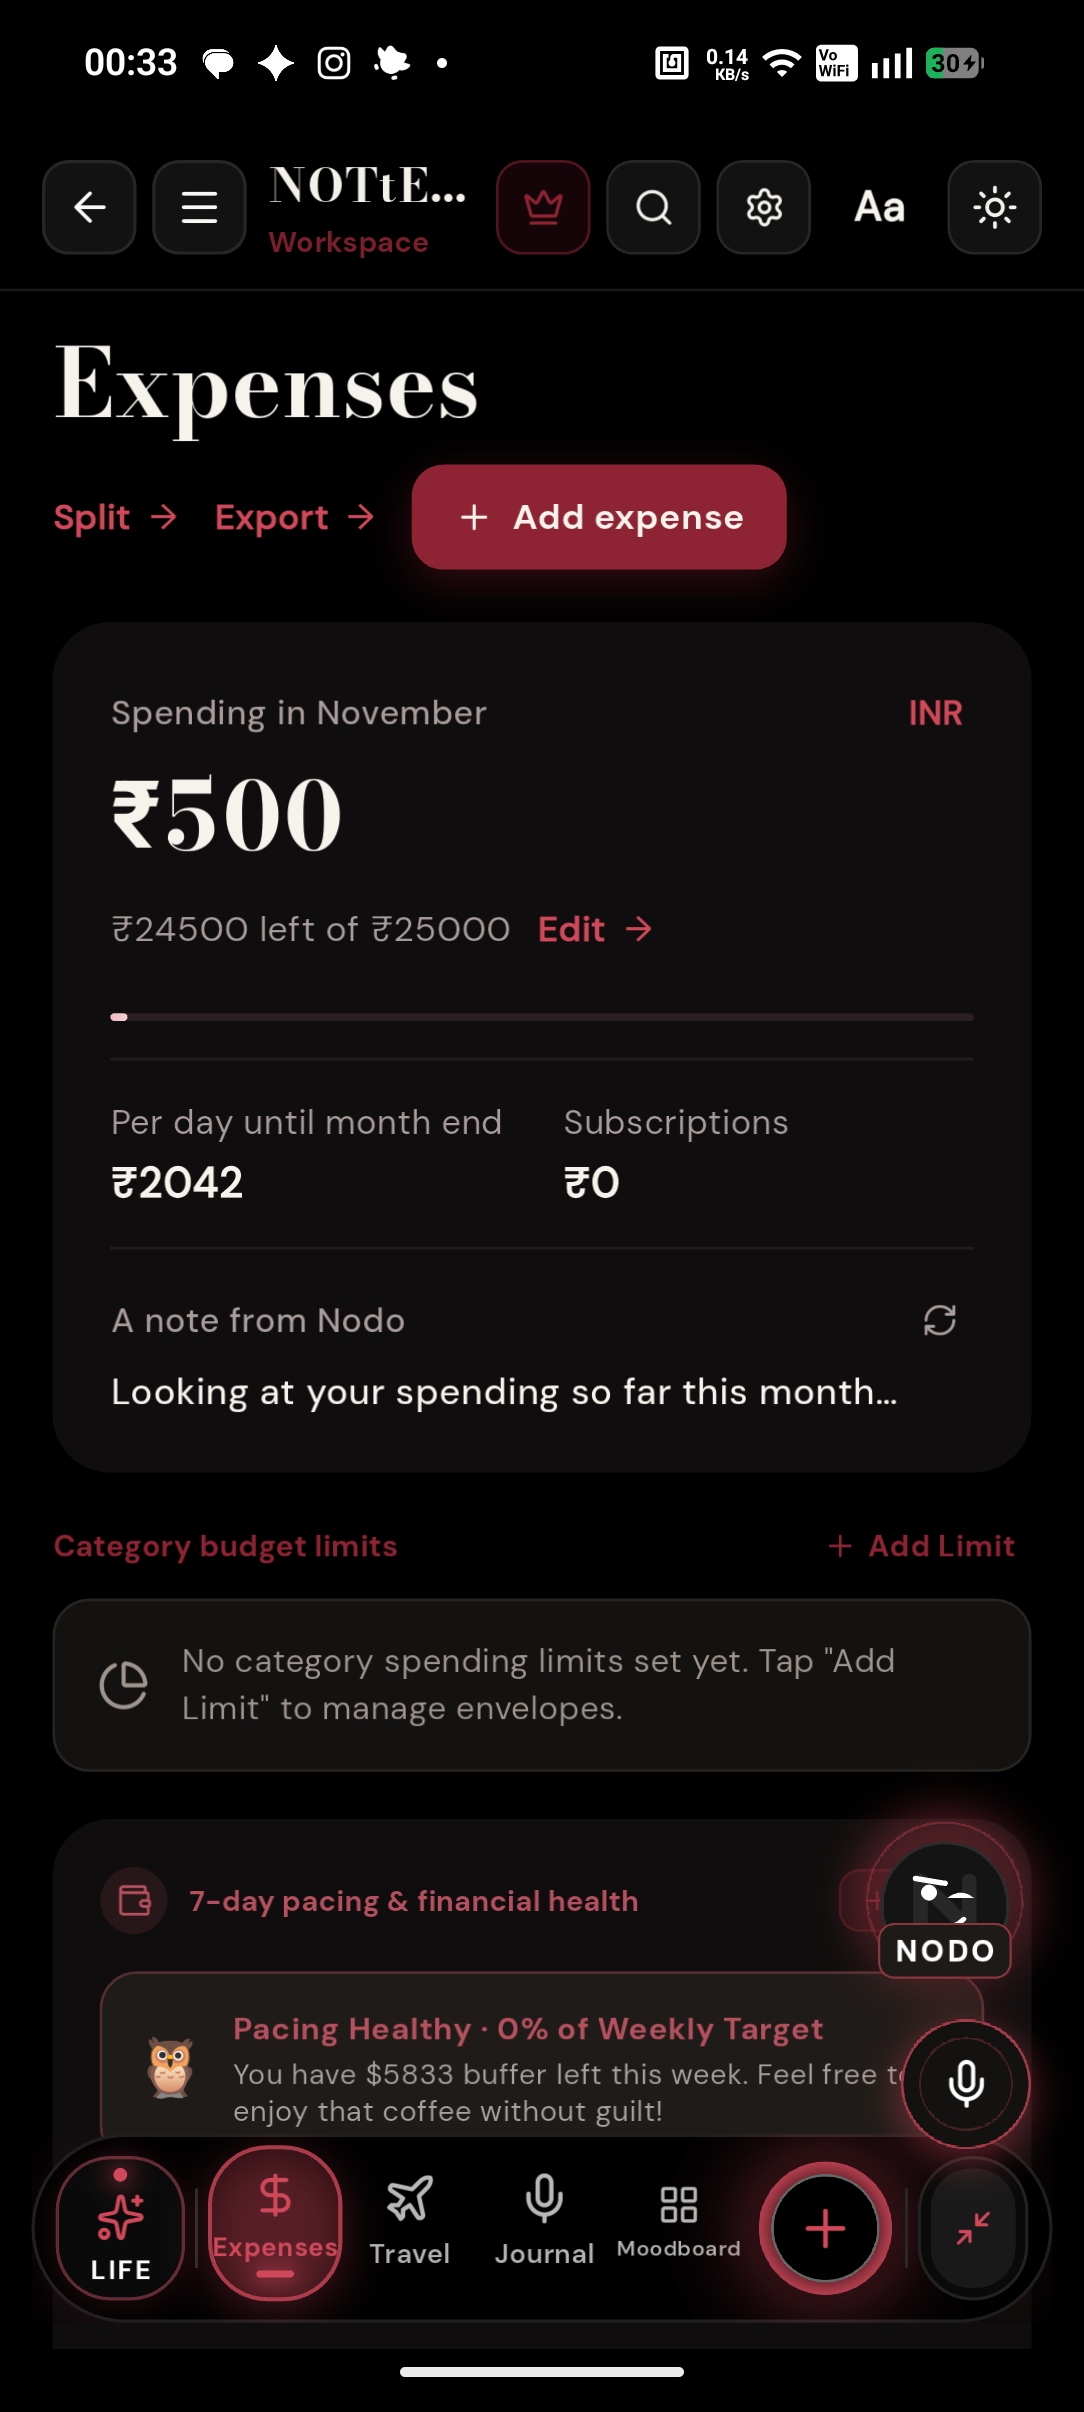 00:33
0.14
KB/s
Vo
WiFi
30
NOTtE...
Workspace
Aa
Expenses
Split →
Export →
+ Add expense
Spending in November
INR
₹500
₹24500 left of ₹25000 Edit →
Per day until month end
Subscriptions
₹2042
₹0
A note from Nodo
Looking at your spending so far this month...
Category budget limits
+ Add Limit
No category spending limits set yet. Tap "Add
Limit" to manage envelopes.
7-day pacing & financial health
NODO
Pacing Healthy · 0% of Weekly Target
You have $5833 buffer left this week. Feel free to
enjoy that coffee without guilt!
LIFE
Expenses
Travel
Journal
Moodboard